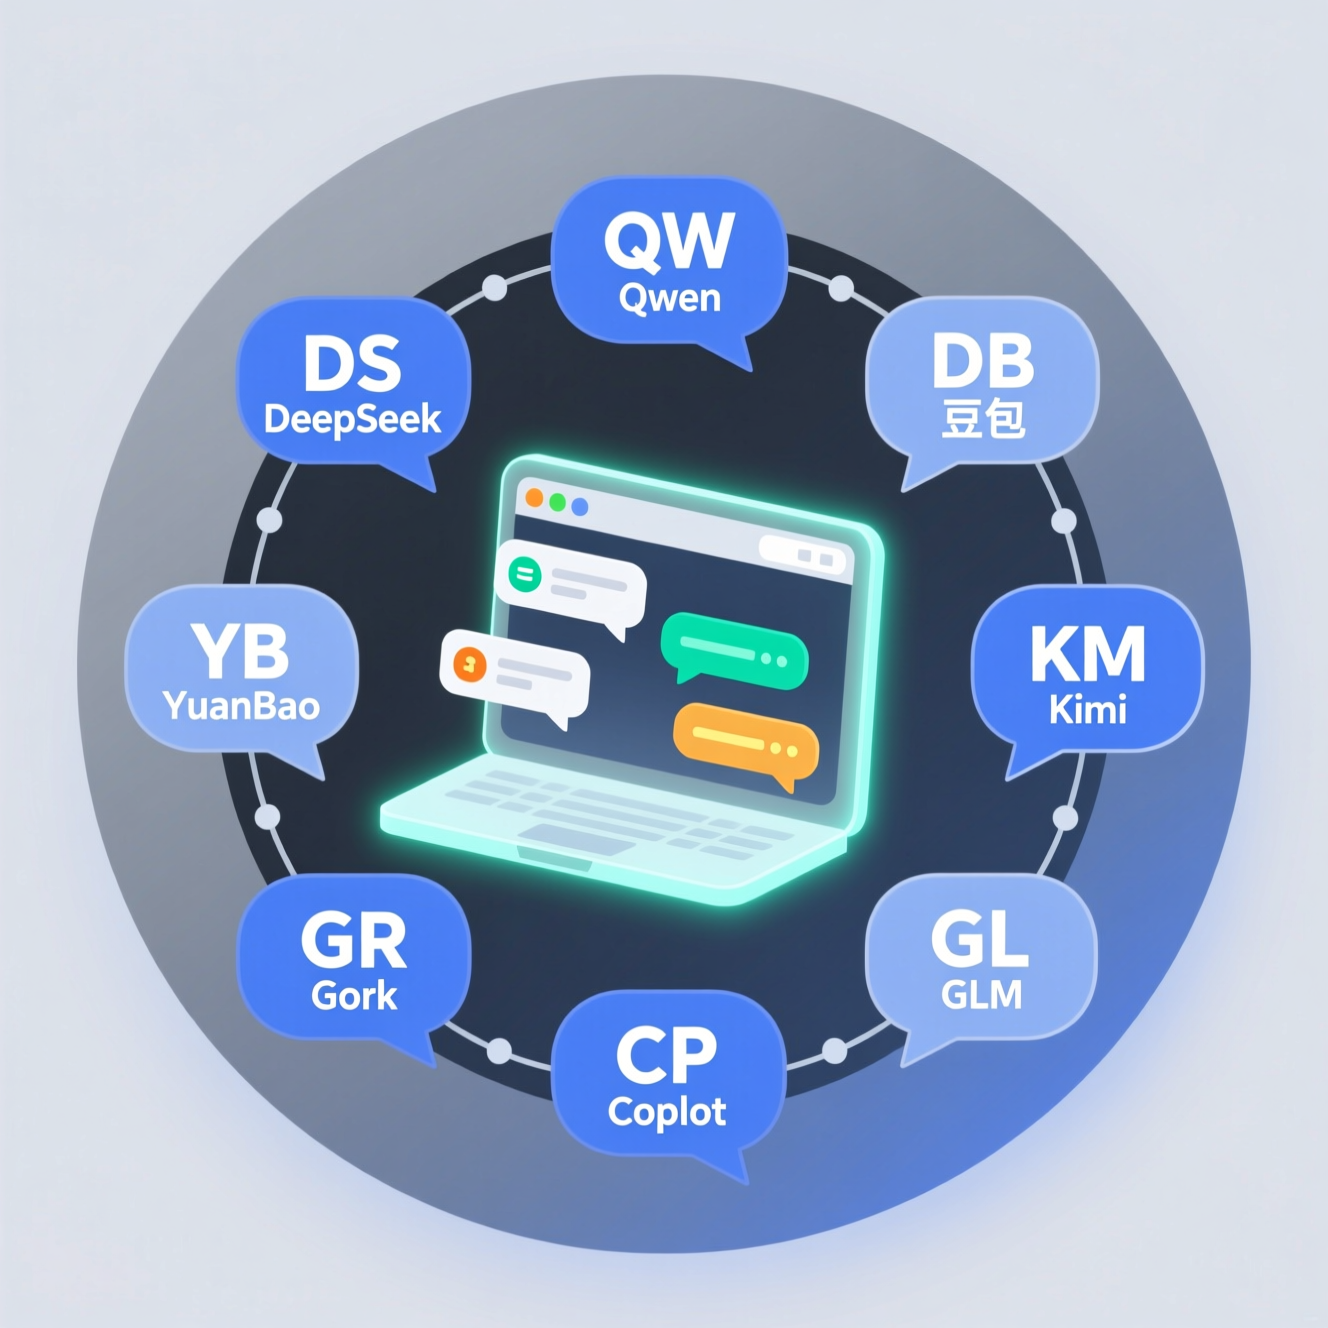 QW
Qwen
DS
DeepSeek
DB
豆包
YB
YuanBao
KM
Kimi
GR
Gork
GL
GLM
CP
Coplot